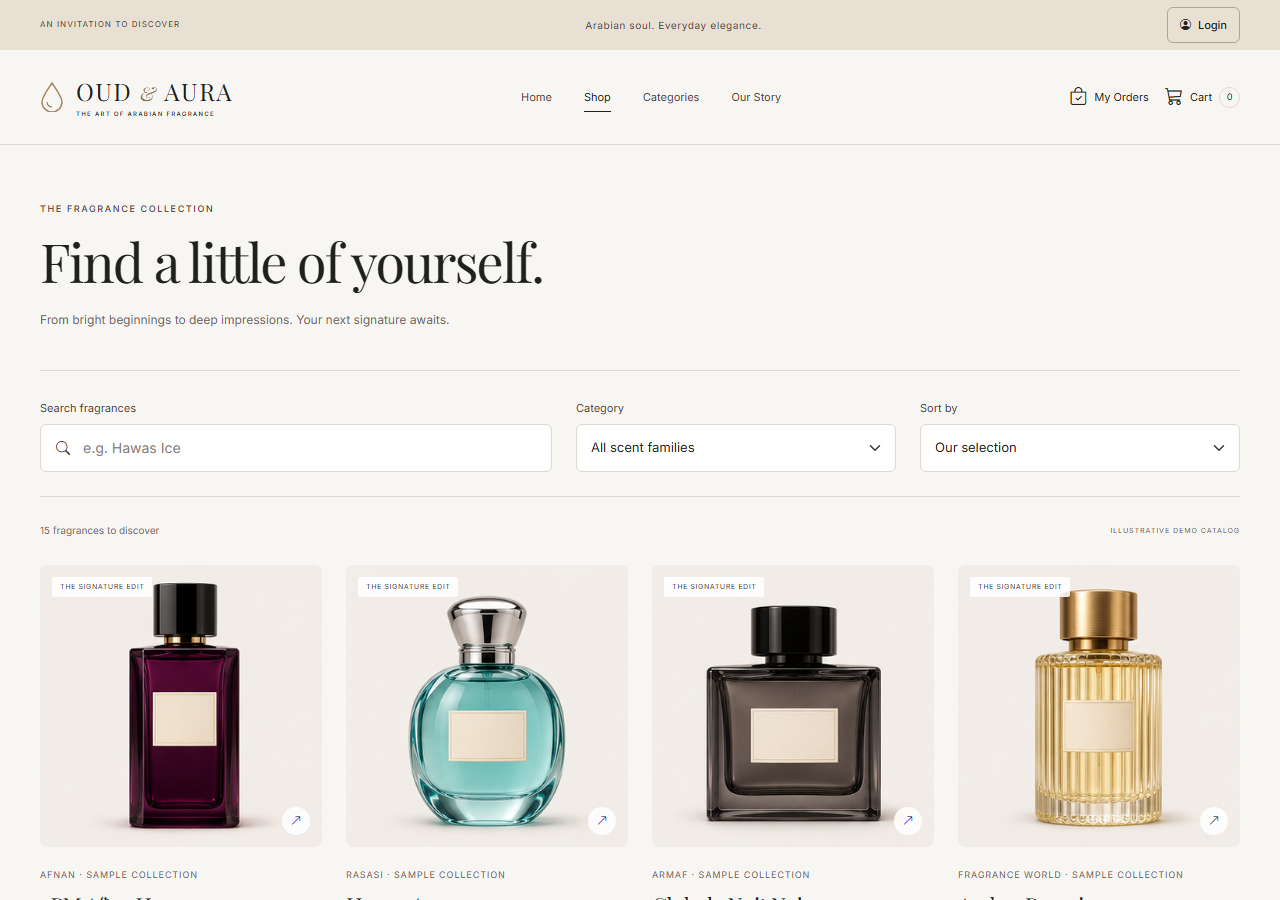 AN INVITATION TO DISCOVER
Arabian soul. Everyday elegance.
Login
OUD & AURA
THE ART OF ARABIAN FRAGRANCE
Home
Shop
Categories
Our Story
My Orders
Cart
0
THE FRAGRANCE COLLECTION
Find a little of yourself.
From bright beginnings to deep impressions. Your next signature awaits.
Search fragrances
Category
Sort by
e.g. Hawas Ice
All scent families
Our selection
15 fragrances to discover
ILLUSTRATIVE DEMO CATALOG
THE SIGNATURE EDIT
THE SIGNATURE EDIT
THE SIGNATURE EDIT
THE SIGNATURE EDIT
AFNAN · SAMPLE COLLECTION
RASASI · SAMPLE COLLECTION
ARMAF · SAMPLE COLLECTION
FRAGRANCE WORLD · SAMPLE COLLECTION